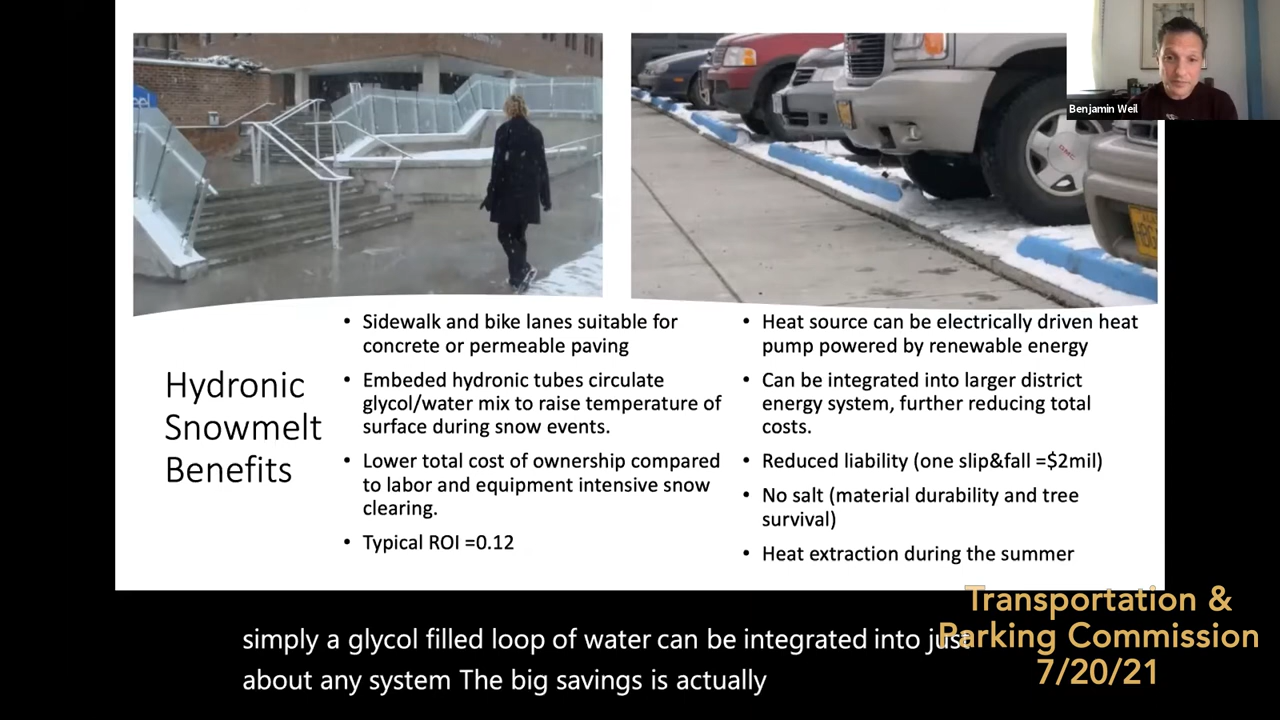 Benjamin Weil
Hydronic
Snowmelt
Benefits
• Sidewalk and bike lanes suitable for
concrete or permeable paving
• Embeded hydronic tubes circulate
glycol/water mix to raise temperature of
surface during snow events.
• Lower total cost of ownership compared
to labor and equipment intensive snow
clearing.
• Typical ROI =0.12
• Heat source can be electrically driven heat
pump powered by renewable energy
• Can be integrated into larger district
energy system, further reducing total
costs.
• Reduced liability (one slip&fall =$2mil)
• No salt (material durability and tree
survival)
• Heat extraction during the summer
simply a glycol filled loop of water can be integrated into just
about any system The big savings is actually
Transportation &
Parking Commission
7/20/21